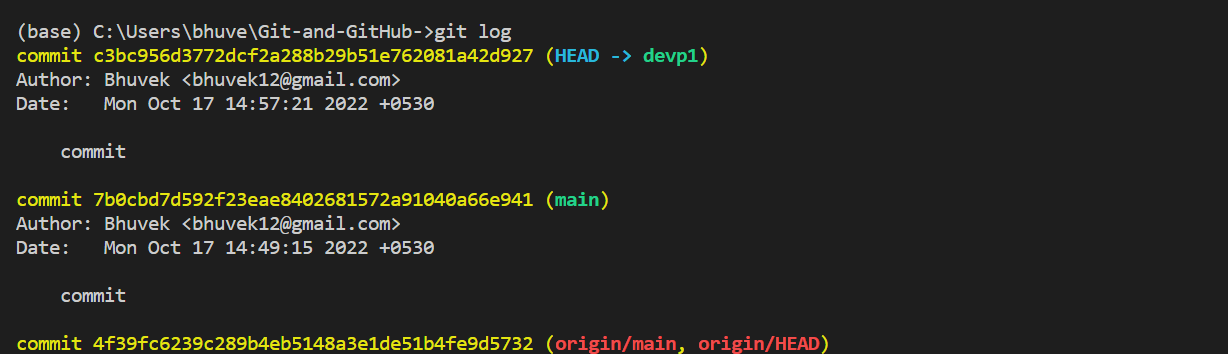 (base) C:\Users\bhuve\Git-and-GitHub->git log
commit c3bc956d3772dcf2a288b29b51e762081a42d927 (HEAD -> devp1)
Author: Bhuvek <bhuvek12@gmail.com>
Date:   Mon Oct 17 14:57:21 2022 +0530
commit
commit 7b0cbd7d592f23eae8402681572a91040a66e941 (main)
Author: Bhuvek <bhuvek12@gmail.com>
Date:   Mon Oct 17 14:49:15 2022 +0530
commit
commit 4f39fc6239c289b4eb5148a3e1de51b4fe9d5732 (origin/main, origin/HEAD)